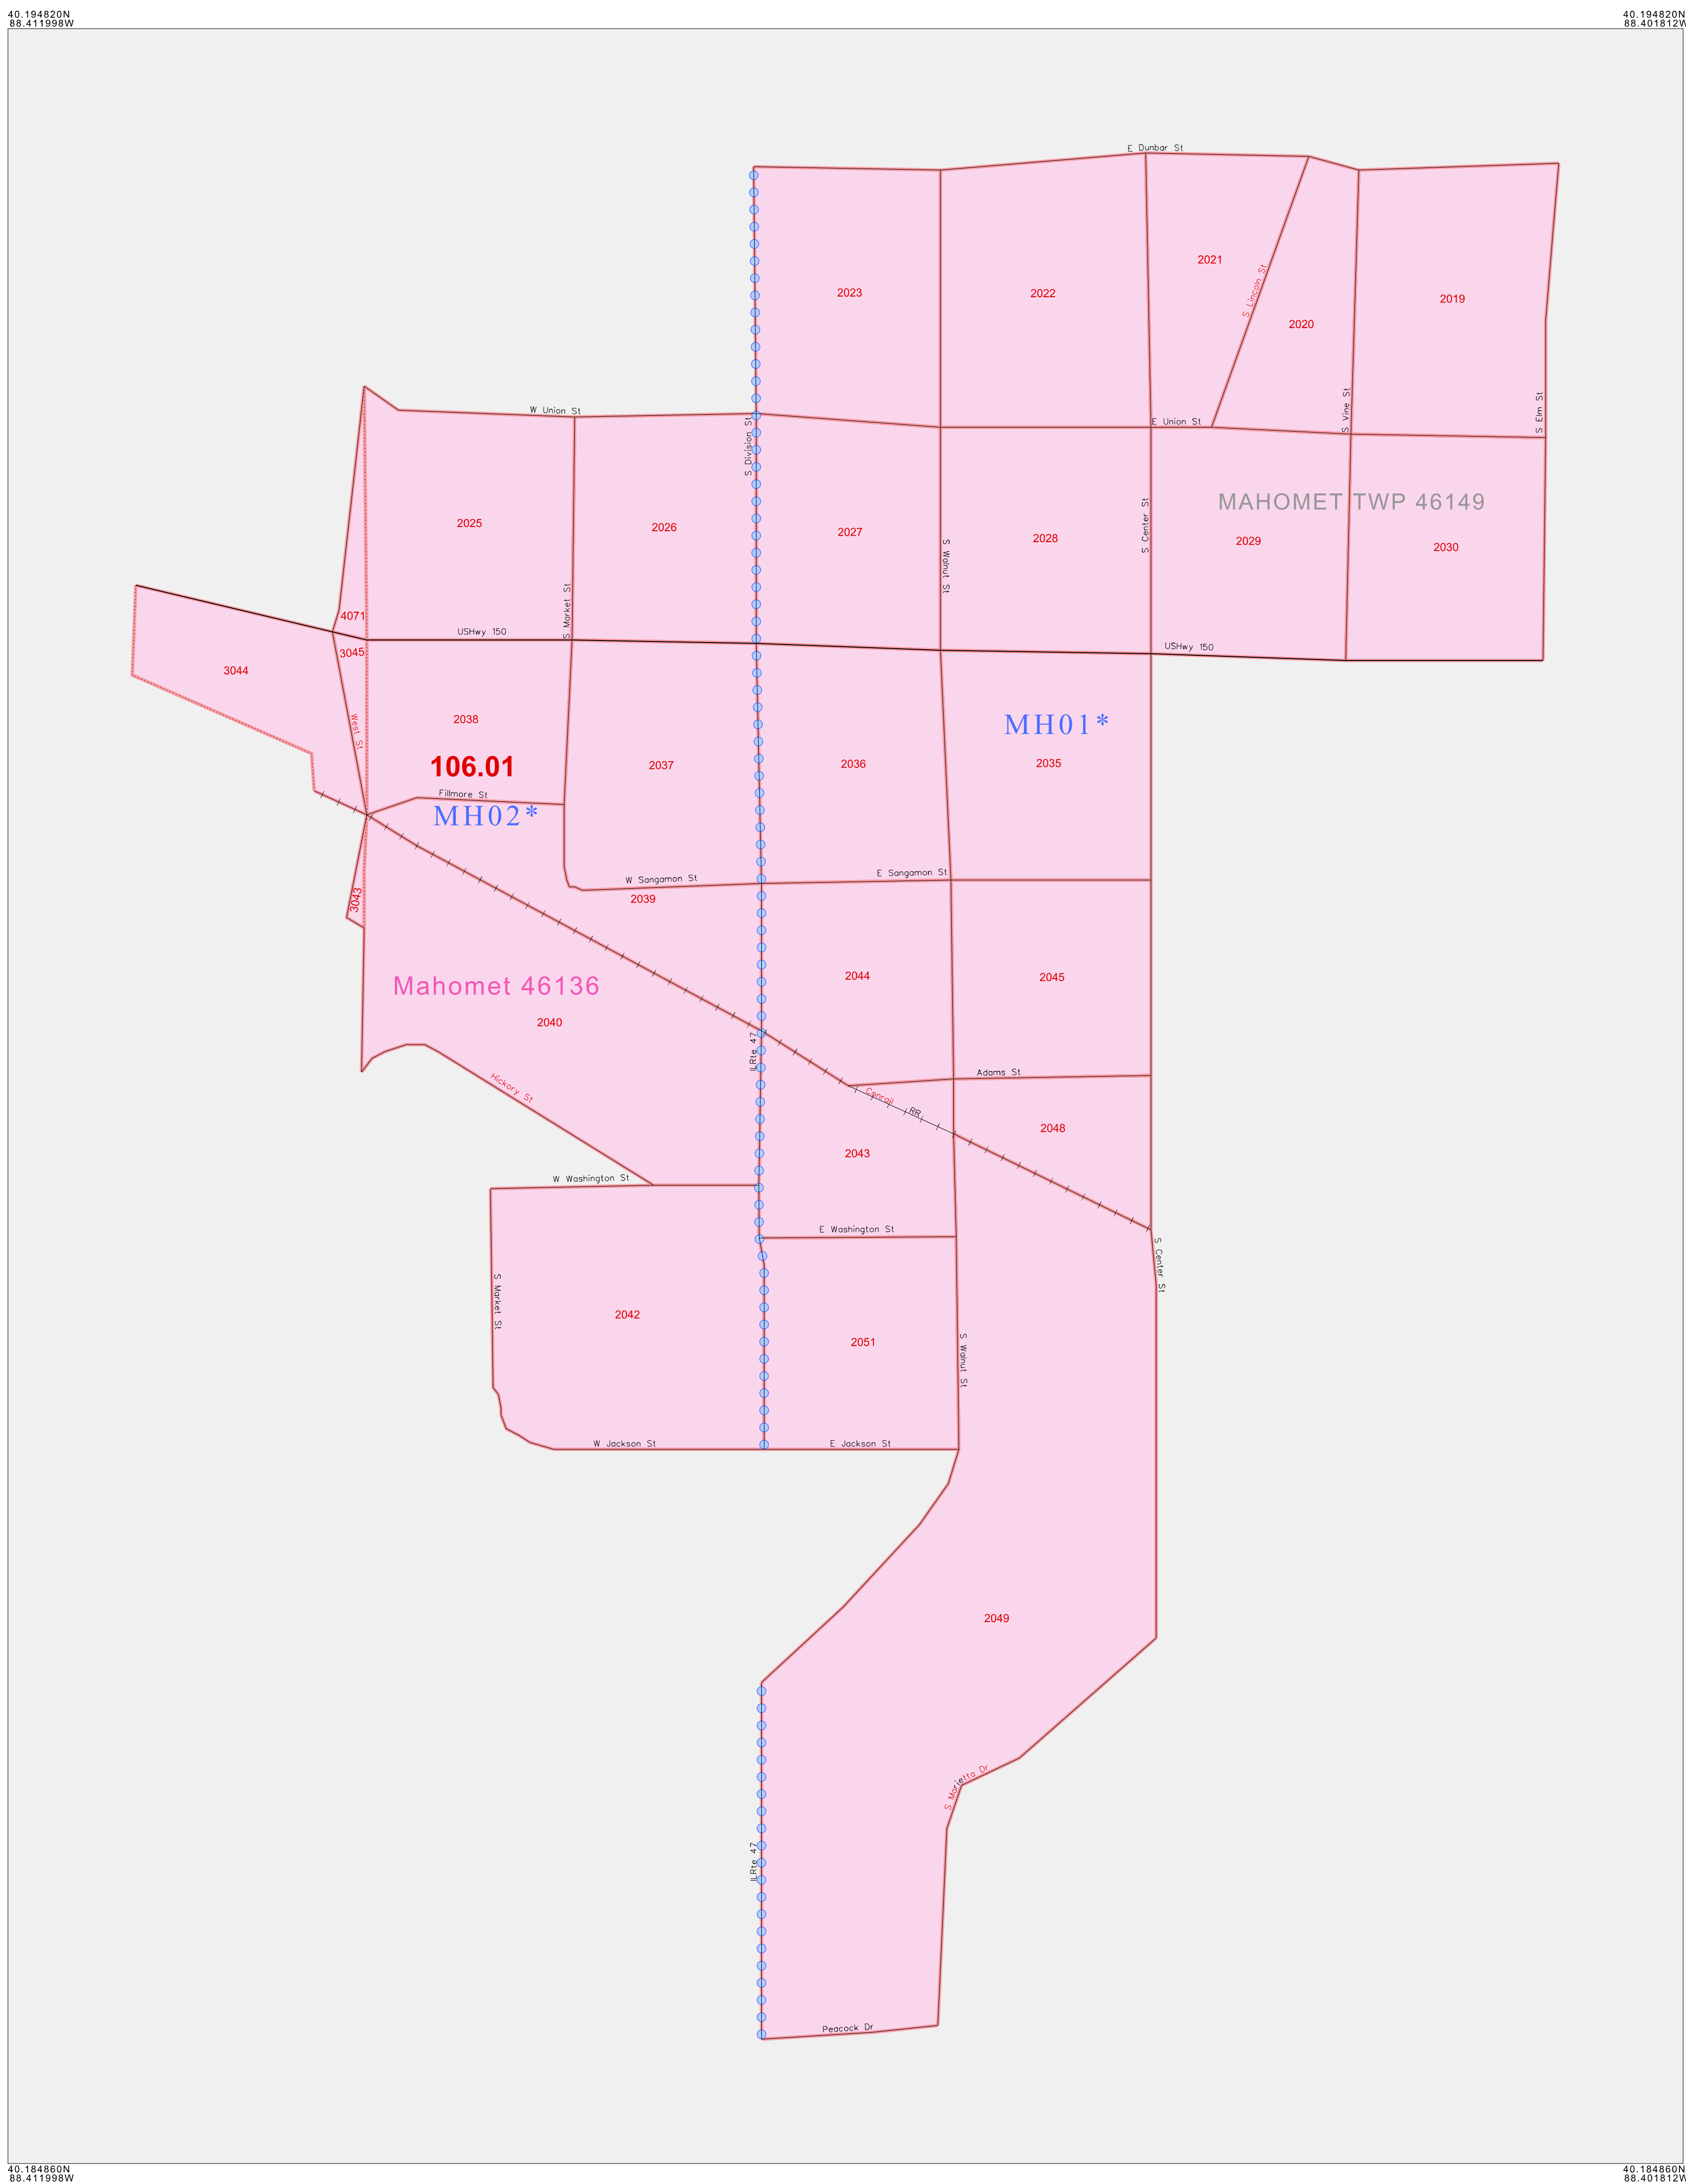 40.194820N
88.411998W
40.194820N
88.401812W
E Dunbar St
2021
S Lincoln St
2023
2022
2019
2020
S Vine St
S Elm St
W Union St
S Division St
E Union St
MAHOMET TWP 46149
2025
2026
2027
S Walnut St
2028
S Center St
2029
2030
S Market St
4071
USHwy 150
USHwy 150
3045
3044
West St
2038
MH01*
106.01
2037
2036
2035
Fillmore St
MH02*
W Sangamon St
E Sangamon St
3043
2039
Mahomet 46136
2044
2045
2040
ILRte 47
Adams St
Hickory St
Conrail
RR
2048
2043
W Washington St
E Washington St
S Center St
S Market St
2042
2051
S Walnut St
W Jackson St
E Jackson St
2049
S Marietta Dr
ILRte 47
Peacock Dr
40.184860N
88.411998W
40.184860N
88.401812W